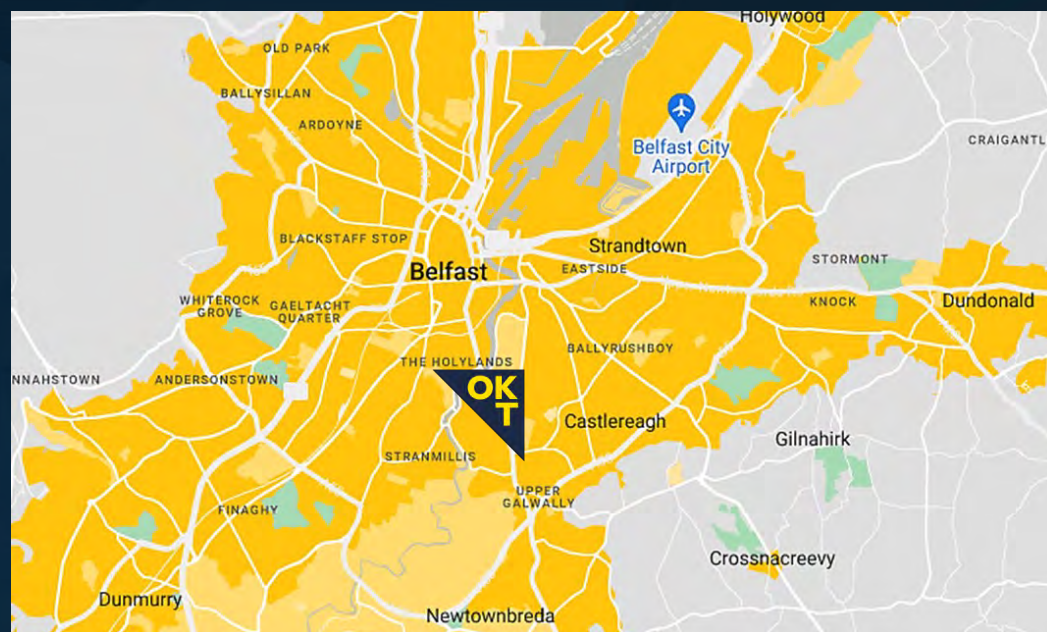 Holywood
OLD PARK
BALLYSILLAN
ARDOYNE
CRAIGANTL
Belfast City
Airport
BLACKSTAFF STOP
Strandtown
STORMONT
Belfast
EASTSIDE
WHITEROCK
GROVE
GAELTACHT
QUARTER
KNOCK
Dundonald
THE HOLYLANDS
BALLYRUSHBOY
NNAHSTOWN
ANDERSONSTOWN
OK
T
Castlereagh
Gilnahirk
STRANMILLIS
UPPER
GALWALLY
FINAGHY
Crossnacreevy
Dunmurry
Newtownbreda